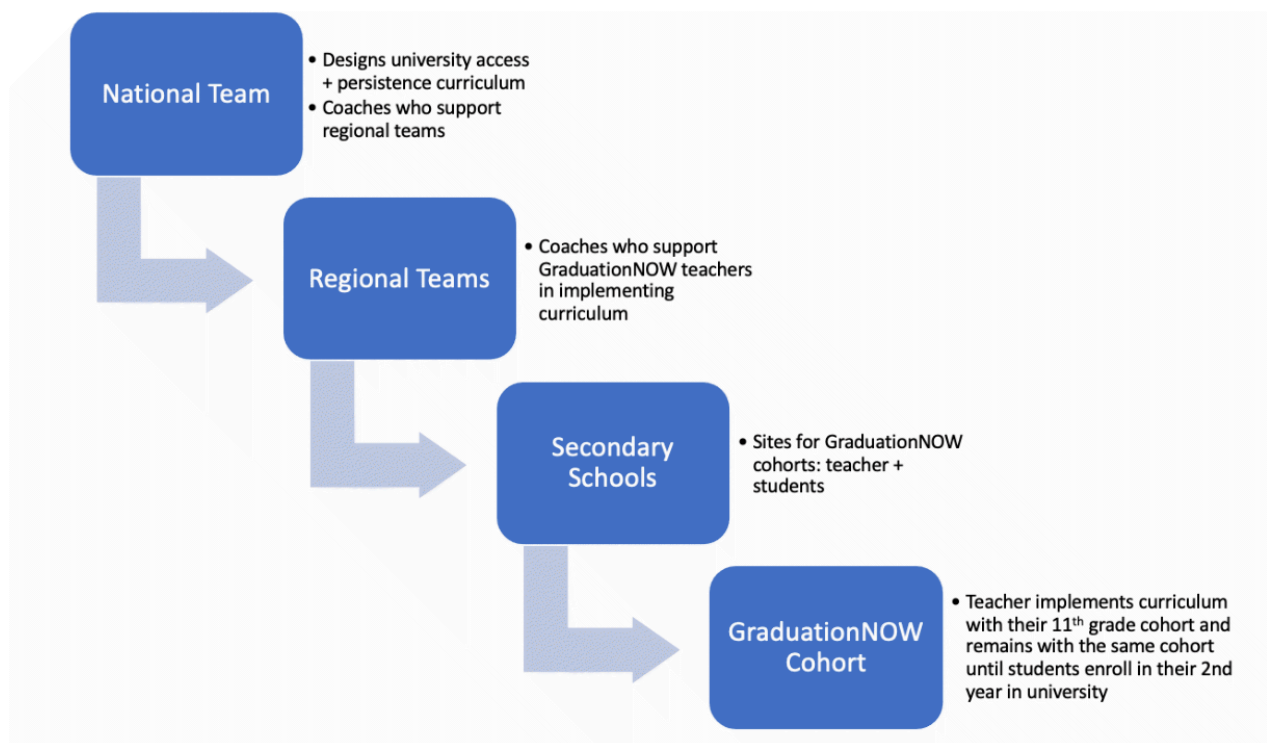 National Team
• Designs university access
+ persistence curriculum
• Coaches who support
regional teams
Regional Teams
• Coaches who support
GraduationNOW teachers
in implementing
curriculum
Secondary
Schools
• Sites for GraduationNOW
cohorts: teacher +
students
GraduationNOW
Cohort
• Teacher implements curriculum
with their 11th grade cohort and
remains with the same cohort
until students enroll in their 2nd
year in university